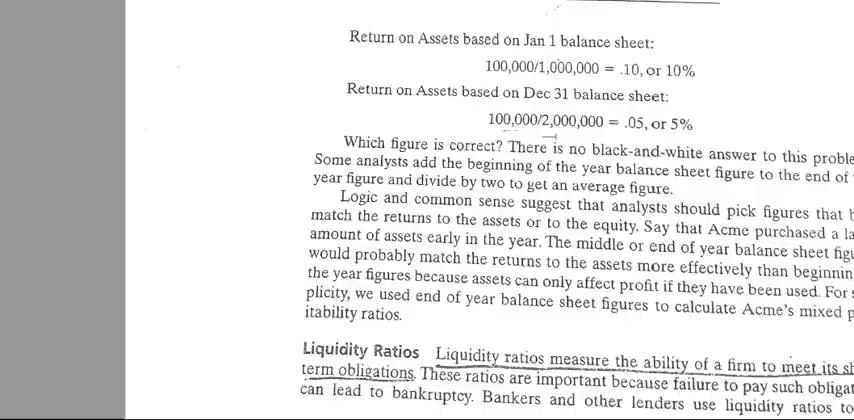 Return on Assets based on Jan 1 balance sheet:
100,000/1,000,000 = .10, or 10%
Return on Assets based on Dec 31 balance sheet:
100,000/2,000,000 = .05, or 5%
Which figure is correct? There is no black-and-white answer to this proble
Some analysts add the beginning of the year balance sheet figure to the end of
year figure and divide by two to get an average figure.
Logic and common sense suggest that analysts should pick figures that b
match the returns to the assets or to the equity. Say that Acme purchased a la
amount of assets early in the year. The middle or end of year balance sheet figu
would probably match the returns to the assets more effectively than beginnin
the year figures because assets can only affect profit if they have been used. For s
plicity, we used end of year balance sheet figures to calculate Acme's mixed p
itability ratios.
Liquidity Ratios Liquidity ratios measure the ability of a firm to meet its sh
term obligations. These ratios are important because failure to pay such obligat
can lead to bankruptcy. Bankers and other lenders use liquidity ratios to